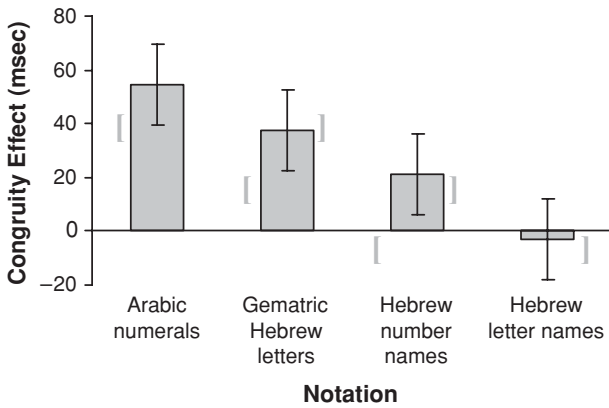 Congruity Effect (msec)
80
60
40
20
0
–20
[ ]
[ ]
[ ]
Arabic
numerals
Gematric
Hebrew
letters
Hebrew
number
names
Hebrew
letter names
Notation